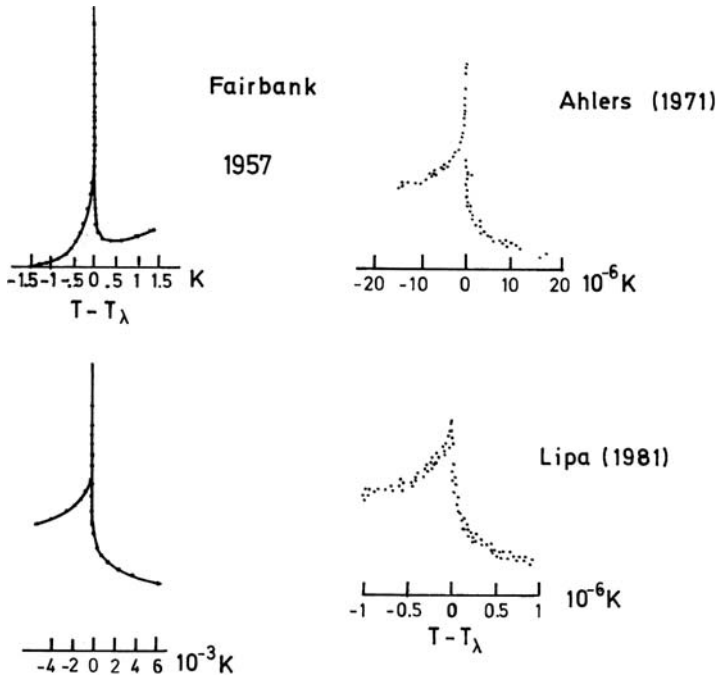 Fairbank
1957
-1.5 -1 -.5 0 .5 1 1.5 K
T - Tλ
Ahlers (1971)
-20 -10 0 10 20 10⁻⁶K
-4 -2 0 2 4 6 10⁻³K
Lipa (1981)
-1 -0.5 0 0.5 1 10⁻⁶K
T - Tλ